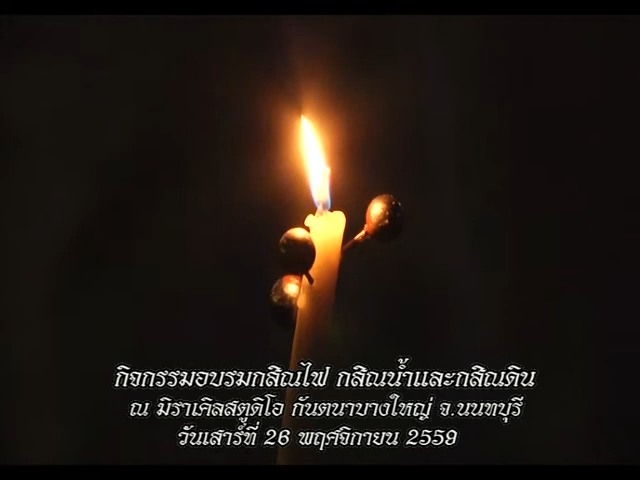 กิจกรรมอบรมกสิณไฟ กสิณน้ำและกสิณดิน
ณ มิราเคิลสตูดิโอ กันตนาบางใหญ่ จ.นนทบุรี
วันเสาร์ที่ 26 พฤศจิกายน 2559